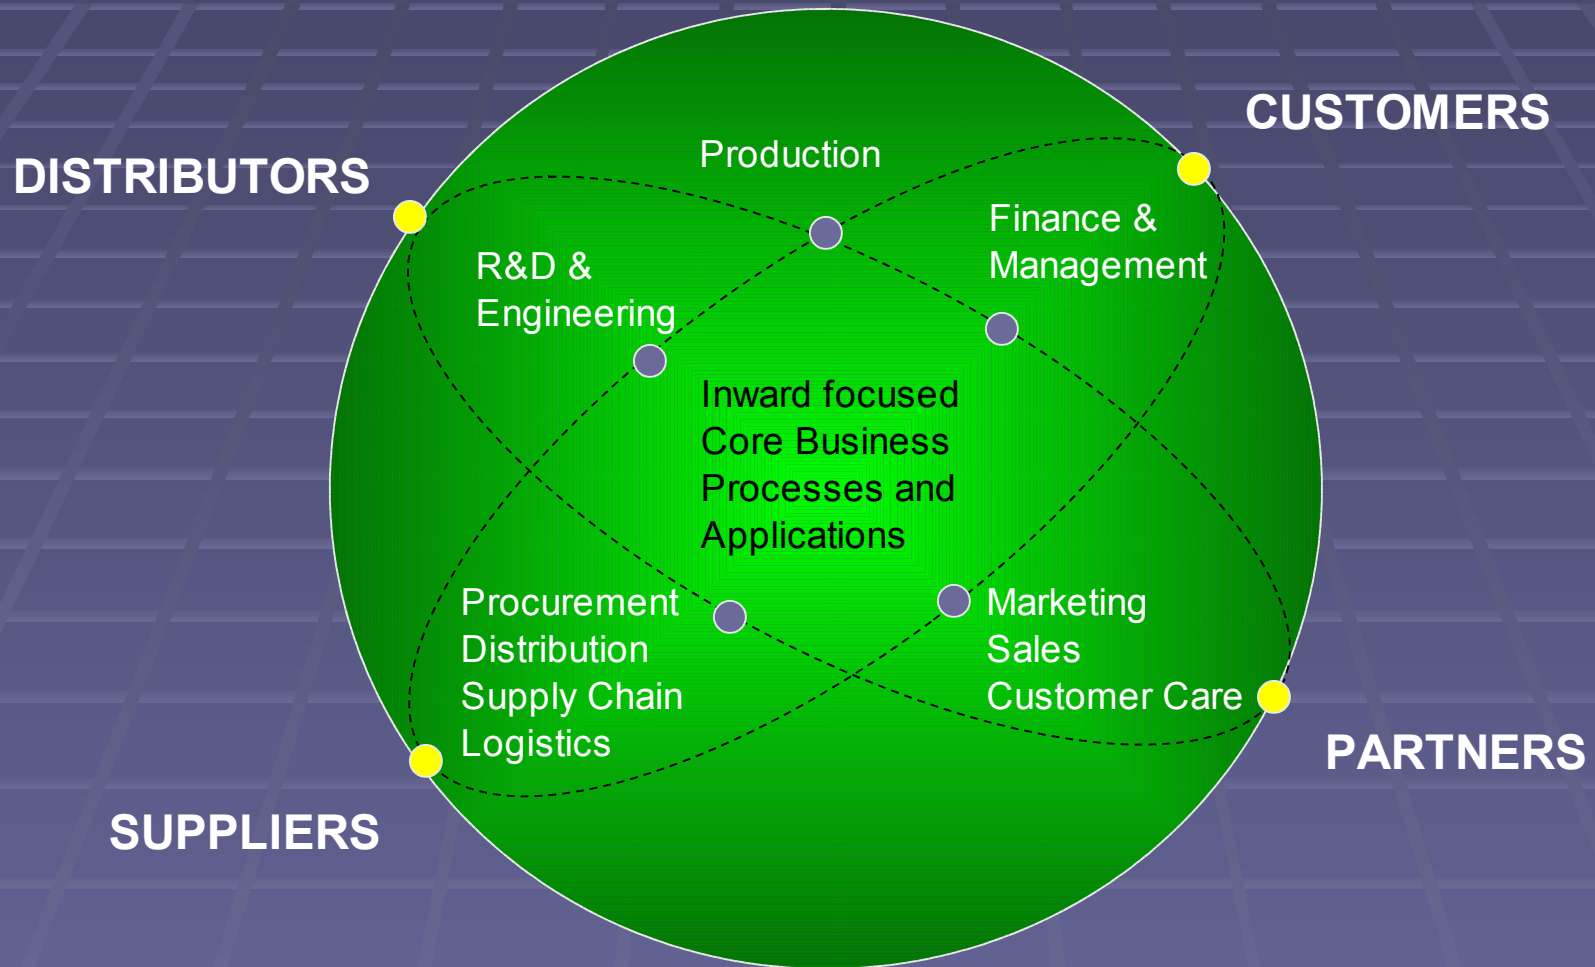 CUSTOMERS
DISTRIBUTORS
Production
Finance &
Management
R&D &
Engineering
Inward focused
Core Business
Processes and
Applications
Procurement
Distribution
Supply Chain
Logistics
Marketing
Sales
Customer Care
PARTNERS
SUPPLIERS